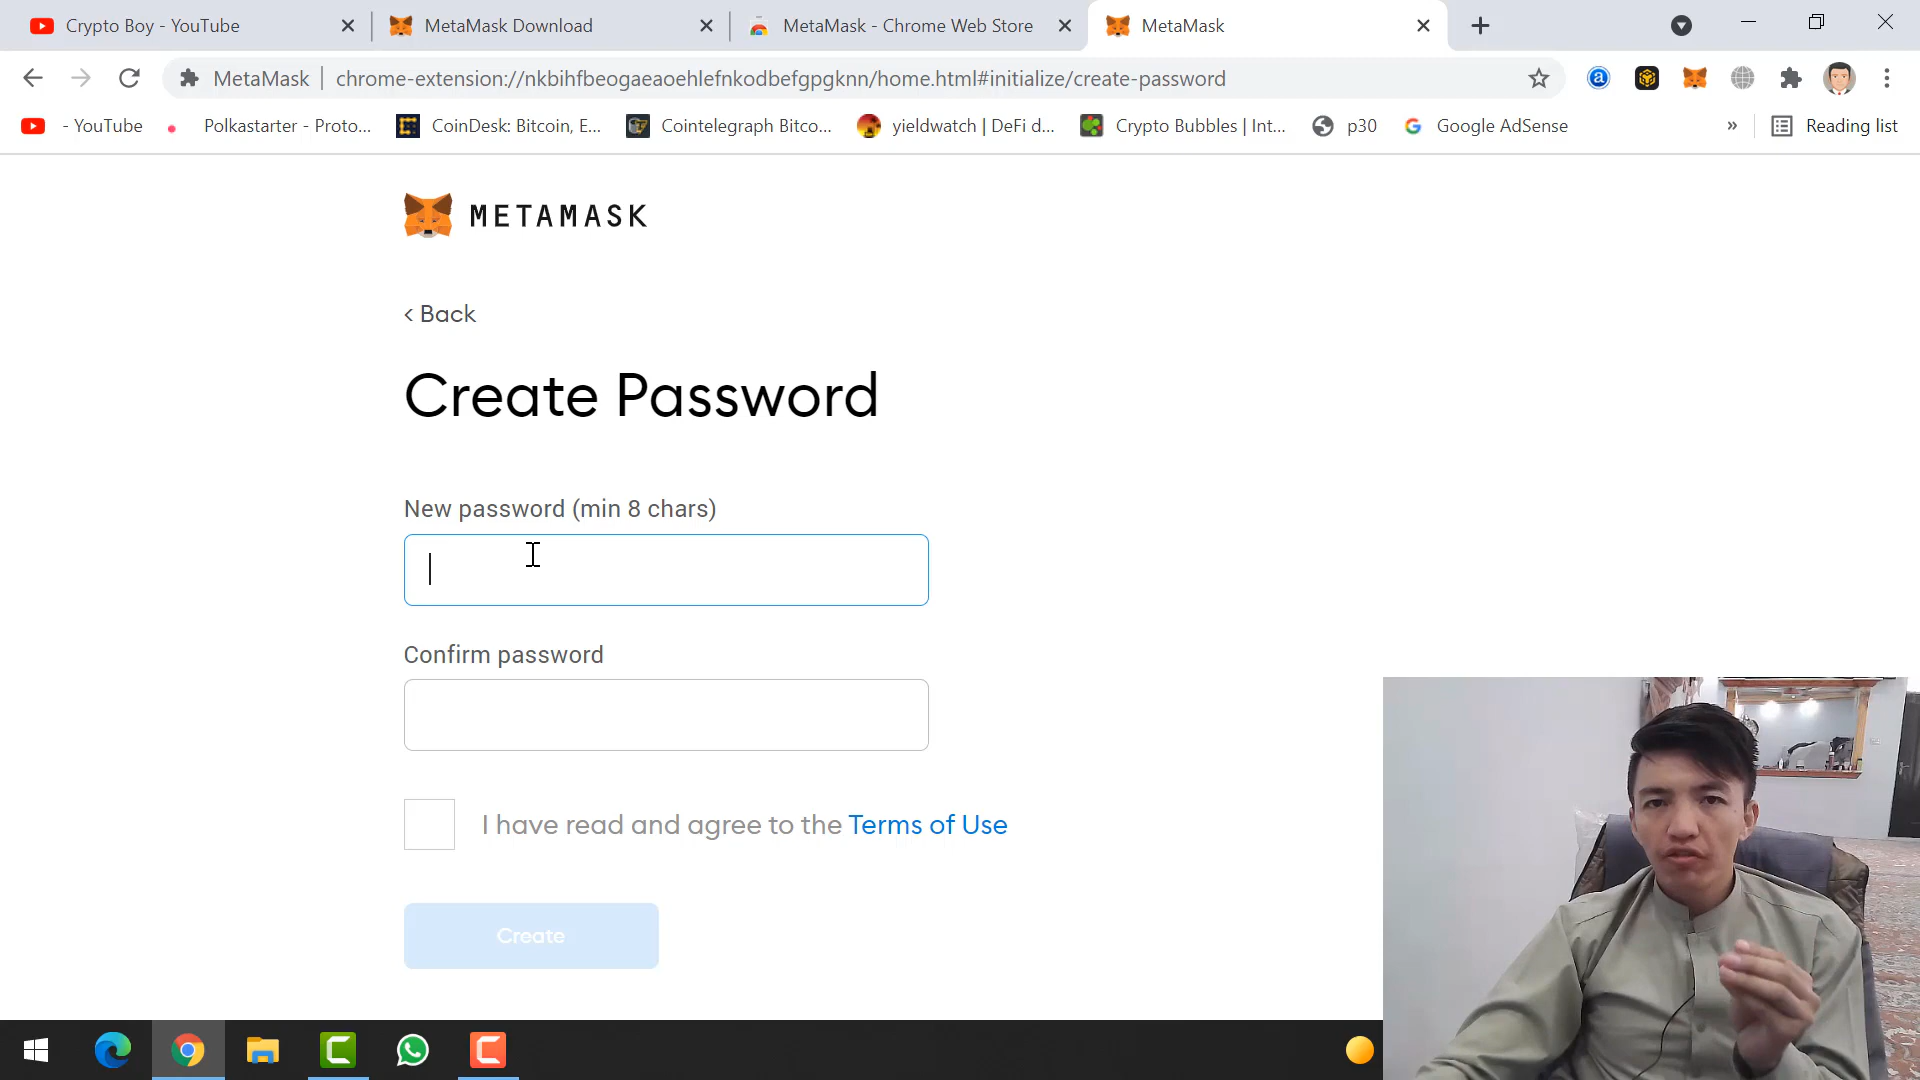 Crypto Boy - YouTube
MetaMask Download
MetaMask - Chrome Web Store
MetaMask
MetaMask
chrome-extension://nkbihfbeogaeaoehlefnkodbefgpgknn/home.html#initialize/create-password
a
- YouTube
Polkastarter - Proto...
CoinDesk: Bitcoin, E...
Cointelegraph Bitco...
yieldwatch | DeFi d...
Crypto Bubbles | Int...
p30
Google AdSense
»
Reading list
METAMASK
< Back
Create Password
New password (min 8 chars)
Confirm password
I have read and agree to the Terms of Use
Create